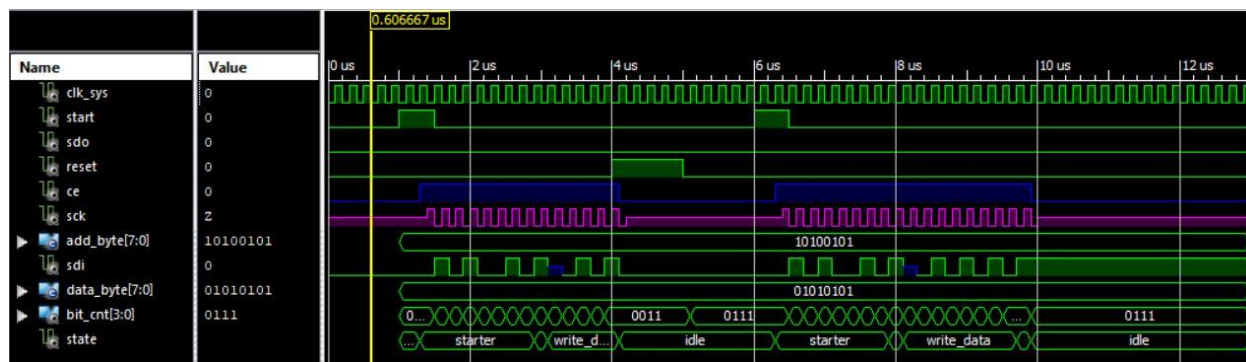 0.606667 us
Name Value 0 us 2 us 4 us 6 us 8 us 10 us 12 us
clk_sys 0
start 0
sdo 0
reset 0
ce 0
sck Z
add_byte[7:0] 10100101 10100101
sdi 0
data_byte[7:0] 01010101 01010101
bit_cnt[3:0] 0111 0... 0011 0111 ... 0111
state ... starter write_d... idle starter write_data idle